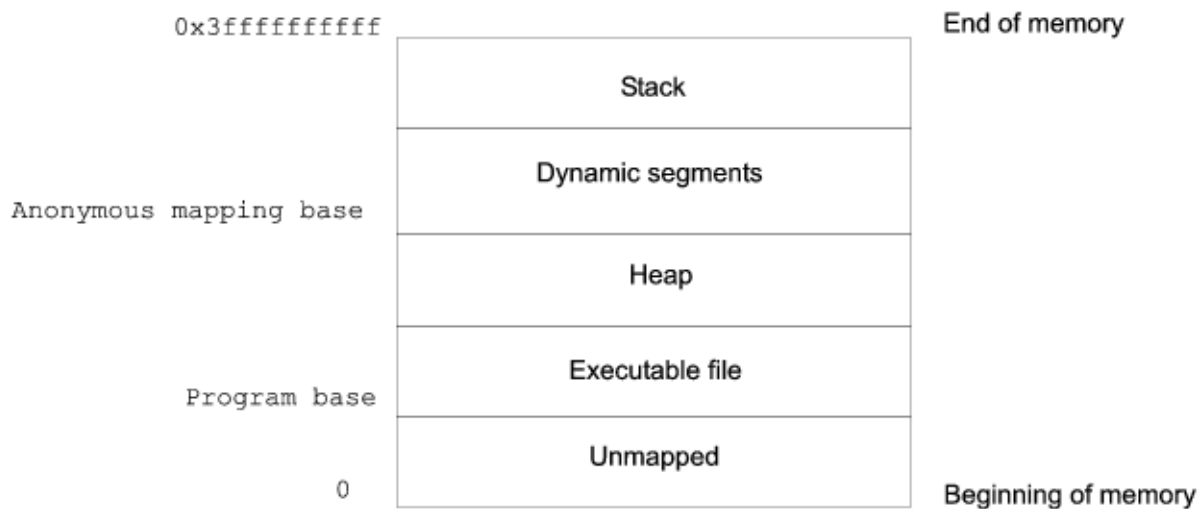 0x3ffffffffff
End of memory
Stack
Dynamic segments
Anonymous mapping base
Heap
Executable file
Program base
Unmapped
0
Beginning of memory